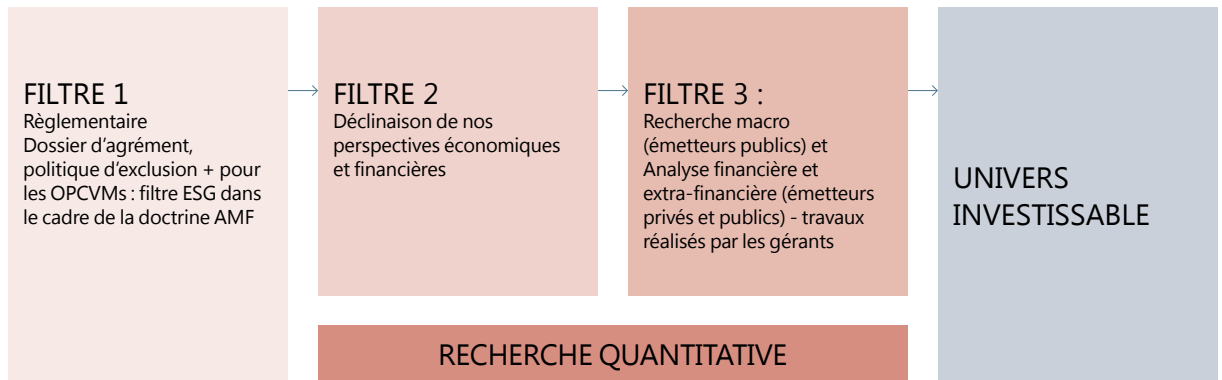 FILTRE 1
Règlementaire
Dossier d'agrément,
politique d'exclusion + pour
les OPCVMs : filtre ESG dans
le cadre de la doctrine AMF
FILTRE 2
Déclinaison de nos
perspectives économiques
et financières
FILTRE 3 :
Recherche macro
(émetteurs publics) et
Analyse financière et
extra-financière (émetteurs
privés et publics) - travaux
réalisés par les gérants
UNIVERS
INVESTISSABLE
RECHERCHE QUANTITATIVE